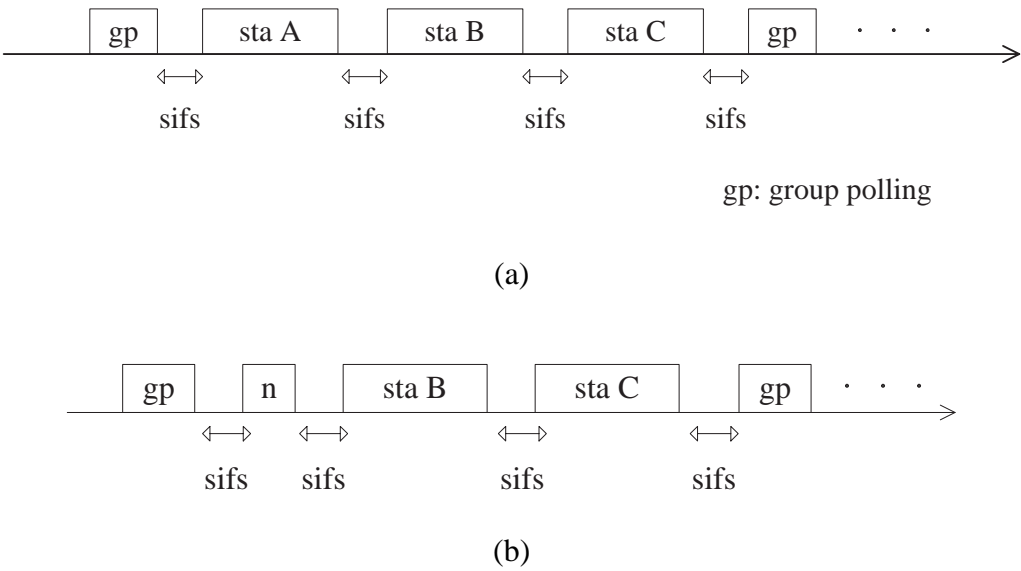 gp sta A sta B sta C gp . . .
sifs sifs sifs sifs
gp: group polling
(a)
gp n sta B sta C gp . . .
sifs sifs sifs sifs
(b)